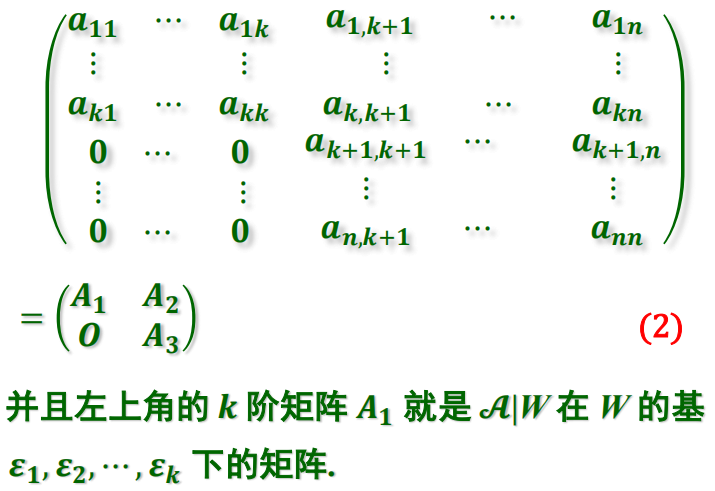 a₁₁ ⋯ a₁ₖ a₁,ₖ₊₁ ⋯ a₁ₙ
⋮ ⋮ ⋮ ⋮
aₖ₁ ⋯ aₖₖ aₖ,ₖ₊₁ ⋯ aₖₙ
0 ⋯ 0 aₖ₊₁,ₖ₊₁ ⋯ aₖ₊₁,ₙ
⋮ ⋮ ⋮ ⋮
0 ⋯ 0 aₙ,ₖ₊₁ ⋯ aₙₙ
= ( A₁ A₂
O A₃ ) (2)
并且左上角的 k 阶矩阵 A₁ 就是 𝒜|W 在 W 的基
ε₁, ε₂, ⋯, εₖ 下的矩阵.